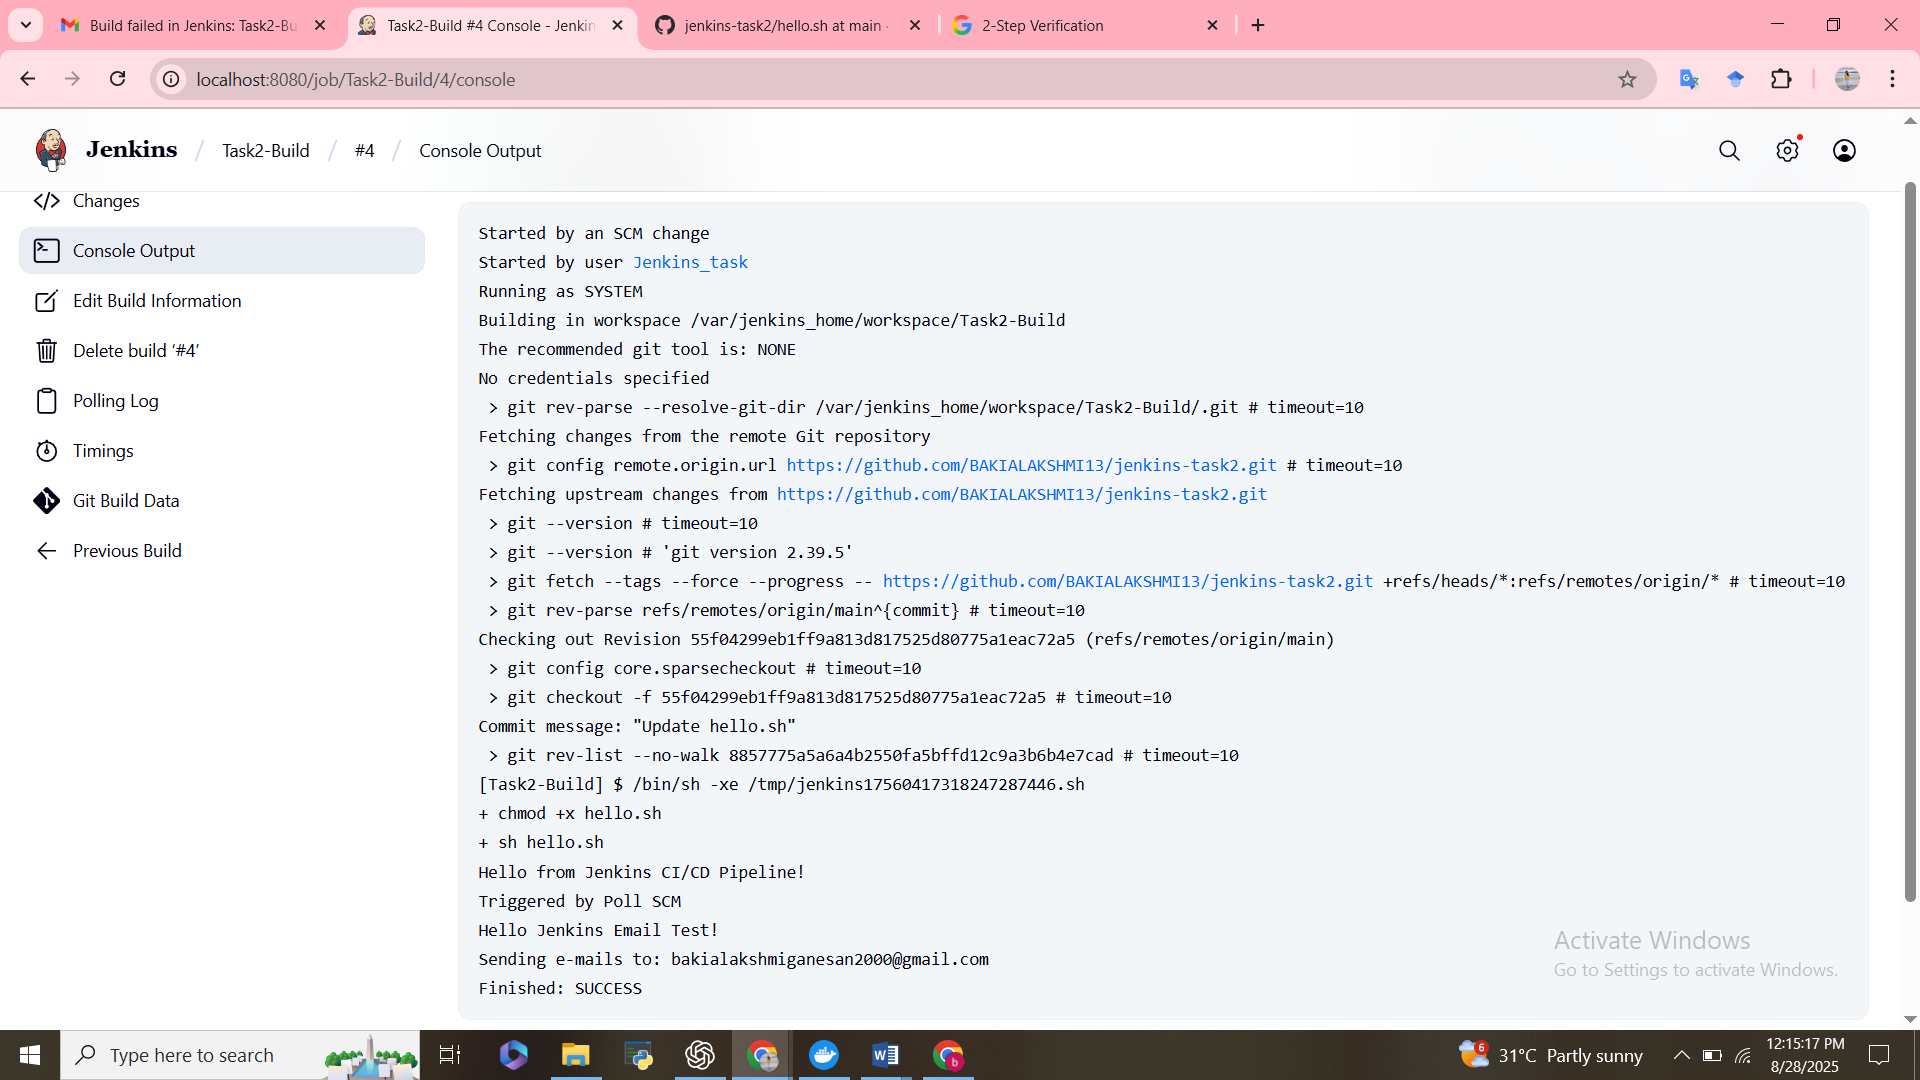 Build failed in Jenkins: Task2-Bu
Task2-Build #4 Console - Jenkin
jenkins-task2/hello.sh at main ·
2-Step Verification
localhost:8080/job/Task2-Build/4/console
Jenkins / Task2-Build / #4 / Console Output
Changes
Console Output
Edit Build Information
Delete build ‘#4’
Polling Log
Timings
Git Build Data
Previous Build
Started by an SCM change
Started by user Jenkins_task
Running as SYSTEM
Building in workspace /var/jenkins_home/workspace/Task2-Build
The recommended git tool is: NONE
No credentials specified
> git rev-parse --resolve-git-dir /var/jenkins_home/workspace/Task2-Build/.git # timeout=10
Fetching changes from the remote Git repository
> git config remote.origin.url https://github.com/BAKIALAKSHMI13/jenkins-task2.git # timeout=10
Fetching upstream changes from https://github.com/BAKIALAKSHMI13/jenkins-task2.git
> git --version # timeout=10
> git --version # 'git version 2.39.5'
> git fetch --tags --force --progress -- https://github.com/BAKIALAKSHMI13/jenkins-task2.git +refs/heads/*:refs/remotes/origin/* # timeout=10
> git rev-parse refs/remotes/origin/main^{commit} # timeout=10
Checking out Revision 55f04299eb1ff9a813d817525d80775a1eac72a5 (refs/remotes/origin/main)
> git config core.sparsecheckout # timeout=10
> git checkout -f 55f04299eb1ff9a813d817525d80775a1eac72a5 # timeout=10
Commit message: "Update hello.sh"
> git rev-list --no-walk 8857775a5a6a4b2550fa5bffd12c9a3b6b4e7cad # timeout=10
[Task2-Build] $ /bin/sh -xe /tmp/jenkins17560417318247287446.sh
+ chmod +x hello.sh
+ sh hello.sh
Hello from Jenkins CI/CD Pipeline!
Triggered by Poll SCM
Hello Jenkins Email Test!
Sending e-mails to: bakialakshmiganesan2000@gmail.com
Finished: SUCCESS
Activate Windows
Go to Settings to activate Windows.
Type here to search
6
31°C Partly sunny
12:15:17 PM
8/28/2025